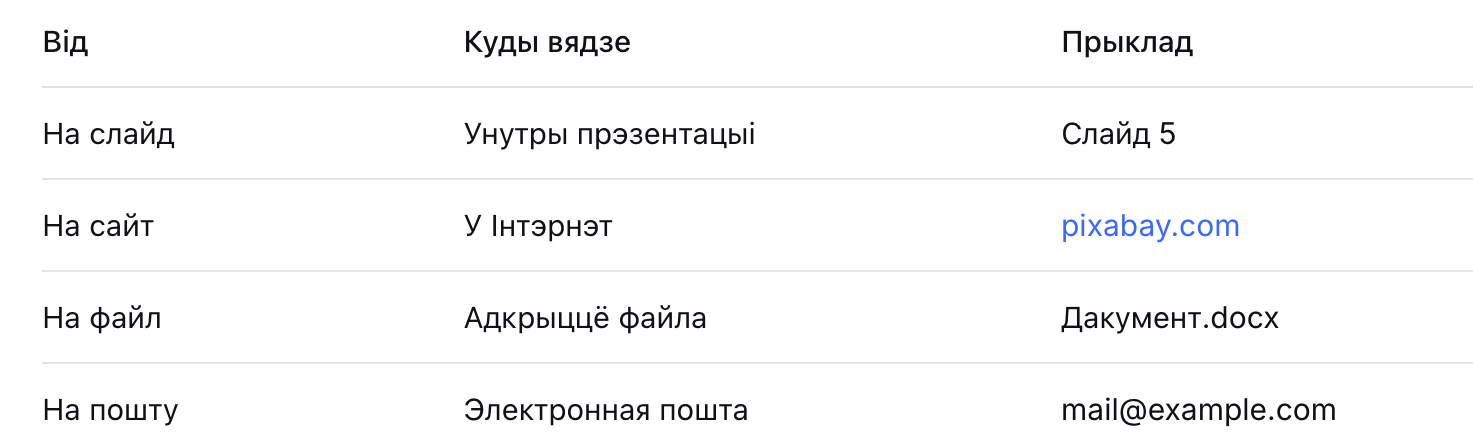 Від Куды вядзе Прыклад
На слайд Унутры прэзентацыі Слайд 5
На сайт У Інтэрнэт pixabay.com
На файл Адкрыццё файла Дакумент.docx
На пошту Электронная пошта mail@example.com